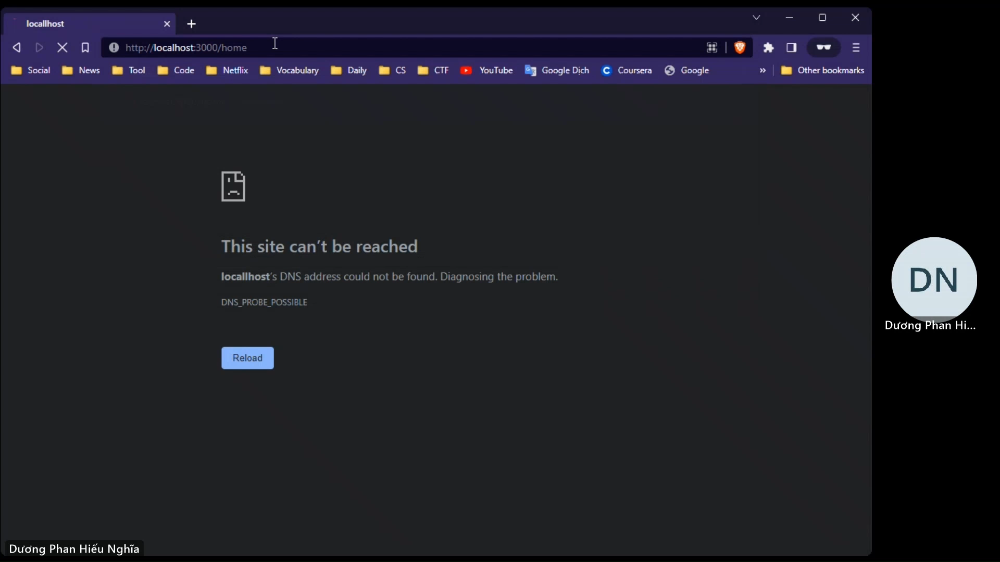 locallhost
http://localhost:3000/home
Social News Tool Code Netflix Vocabulary Daily CS CTF YouTube Google Dịch Coursera Google » Other bookmarks
This site can't be reached
locallhost's DNS address could not be found. Diagnosing the problem.
DNS_PROBE_POSSIBLE
Reload
DN
Dương Phan Hi...
Dương Phan Hiếu Nghĩa